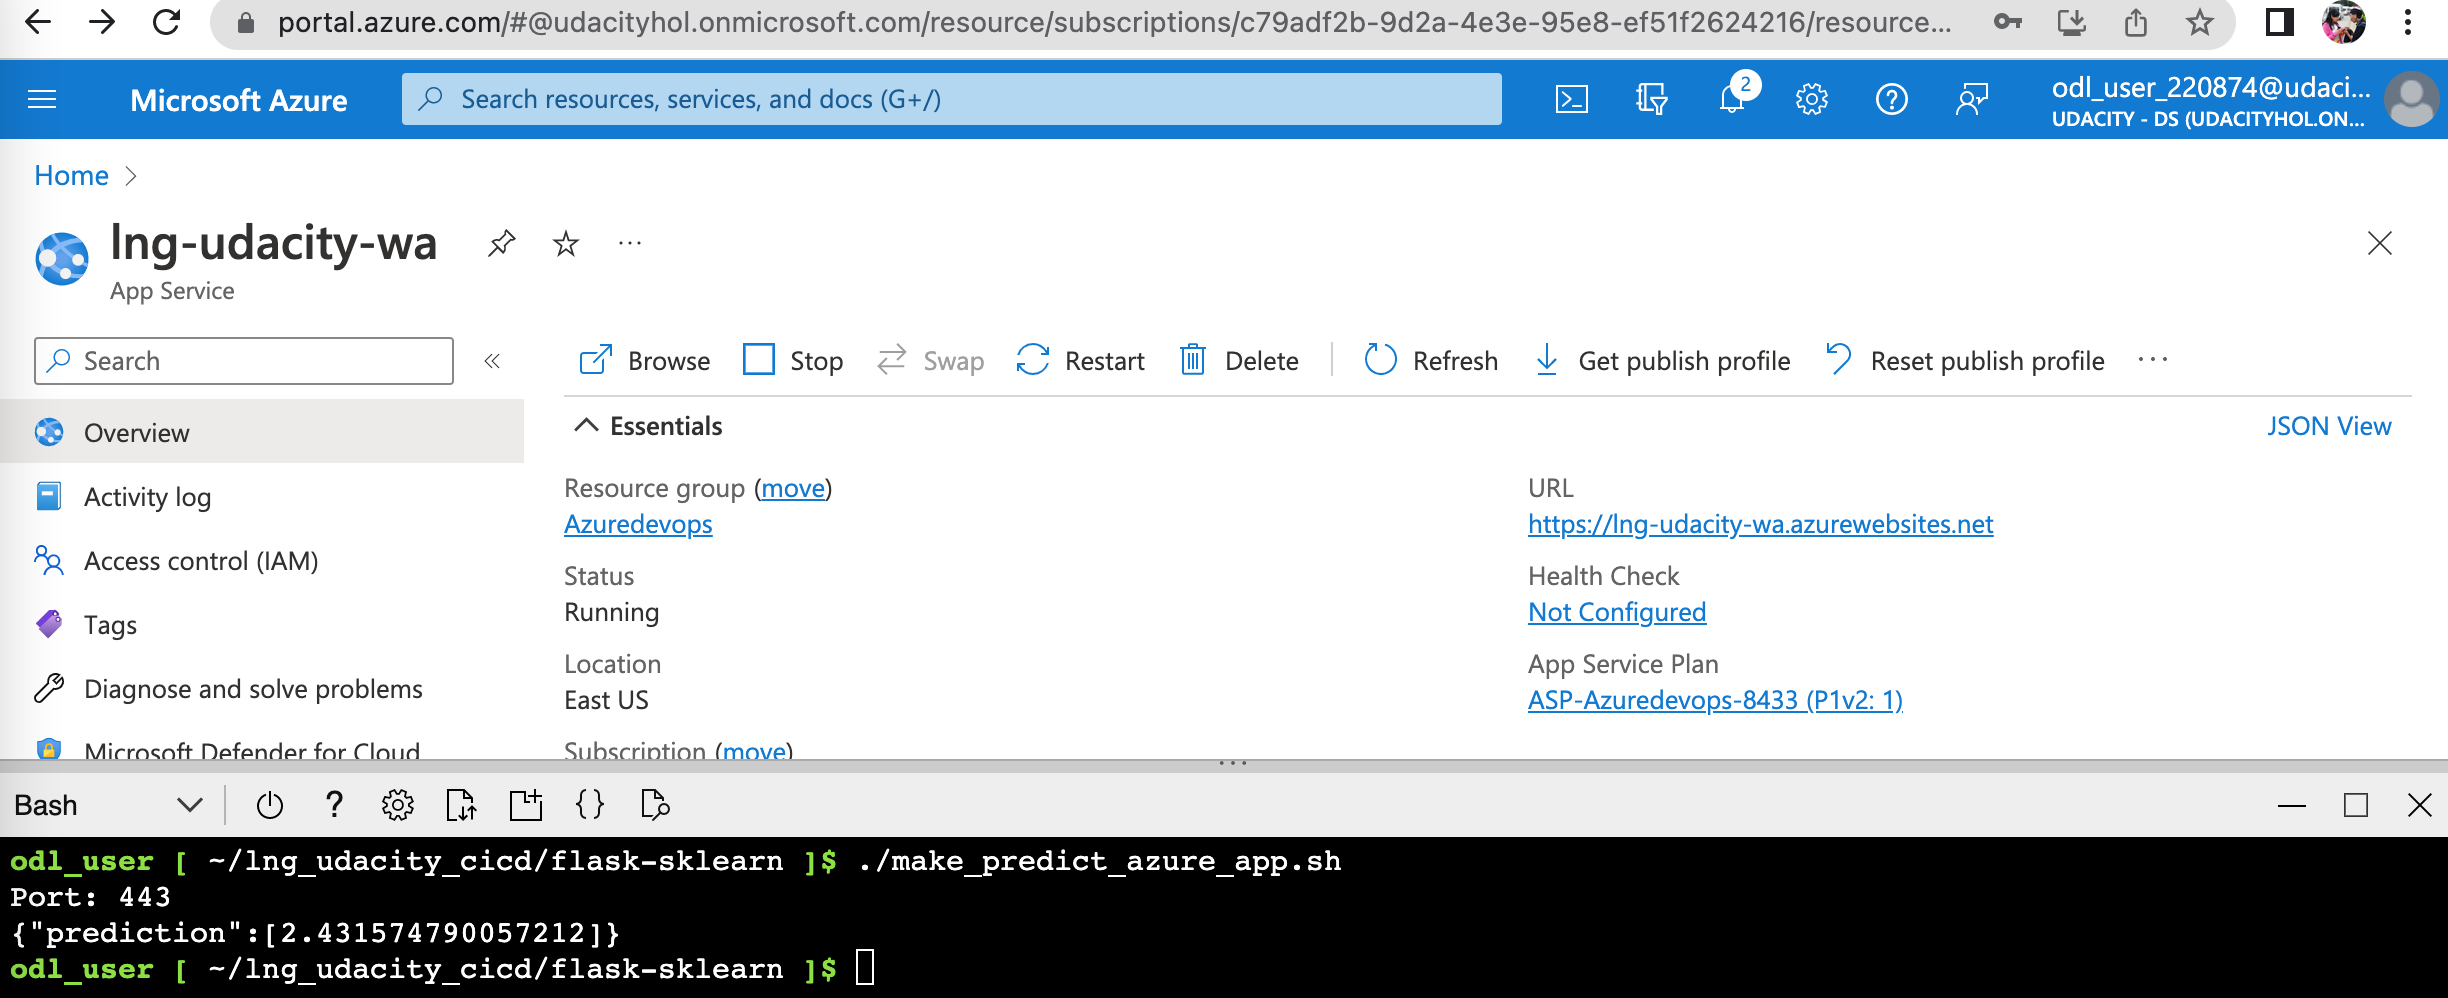 portal.azure.com/#@udacityhol.onmicrosoft.com/resource/subscriptions/c79adf2b-9d2a-4e3e-95e8-ef51f2624216/resource...
Microsoft Azure
Search resources, services, and docs (G+/)
2
odl_user_220874@udaci...
UDACITY - DS (UDACITYHOL.ON...
Home
lng-udacity-wa
App Service
Search
Browse
Stop
Swap
Restart
Delete
Refresh
Get publish profile
Reset publish profile
Overview
Activity log
Access control (IAM)
Tags
Diagnose and solve problems
Microsoft Defender for Cloud
Essentials
JSON View
Resource group (move)
Azuredevops
Status
Running
Location
East US
Subscription (move)
URL
https://lng-udacity-wa.azurewebsites.net
Health Check
Not Configured
App Service Plan
ASP-Azuredevops-8433 (P1v2: 1)
Bash
odl_user [ ~/lng_udacity_cicd/flask-sklearn ]$ ./make_predict_azure_app.sh
Port: 443
{"prediction":[2.431574790057212]}
odl_user [ ~/lng_udacity_cicd/flask-sklearn ]$